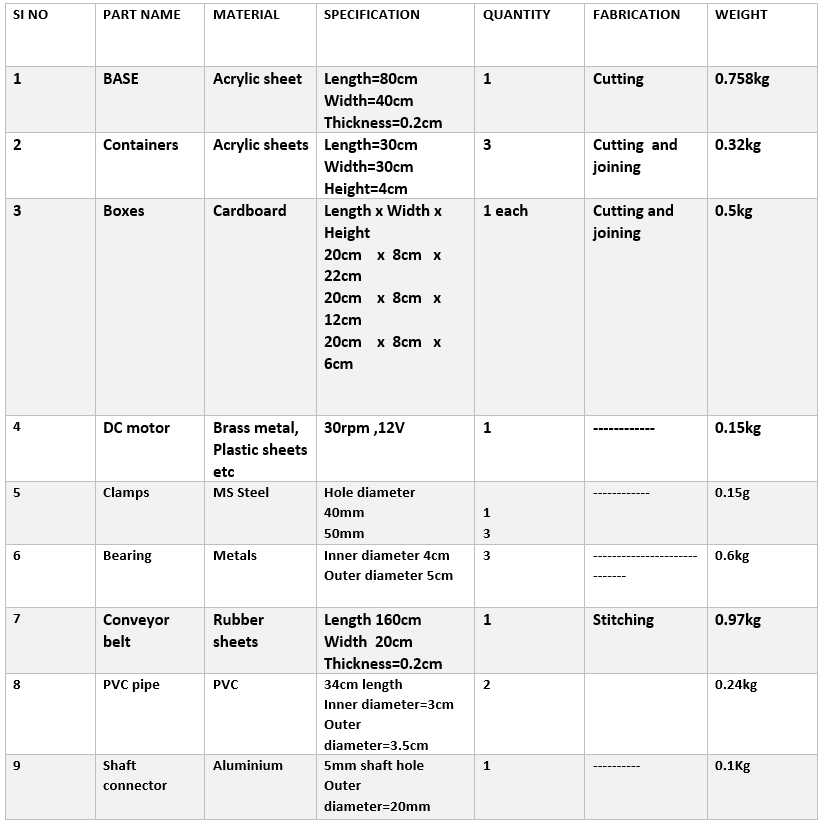 SI NO PART NAME MATERIAL SPECIFICATION QUANTITY FABRICATION WEIGHT
1 BASE Acrylic sheet Length=80cm 1 Cutting 0.758kg
Width=40cm
Thickness=0.2cm
2 Containers Acrylic sheets Length=30cm 3 Cutting and 0.32kg
Width=30cm joining
Height=4cm
3 Boxes Cardboard Length x Width x 1 each Cutting and 0.5kg
Height joining
20cm x 8cm x
22cm
20cm x 8cm x
12cm
20cm x 8cm x
6cm
4 DC motor Brass metal, 30rpm ,12V 1 ------------ 0.15kg
Plastic sheets
etc
5 Clamps MS Steel Hole diameter ------------ 0.15g
40mm 1
50mm 3
6 Bearing Metals Inner diameter 4cm 3 ---------------------- 0.6kg
Outer diameter 5cm -------
7 Conveyor Rubber Length 160cm 1 Stitching 0.97kg
belt sheets Width 20cm
Thickness=0.2cm
8 PVC pipe PVC 34cm length 2 0.24kg
Inner diameter=3cm
Outer
diameter=3.5cm
9 Shaft Aluminium 5mm shaft hole 1 ---------- 0.1Kg
connector Outer
diameter=20mm